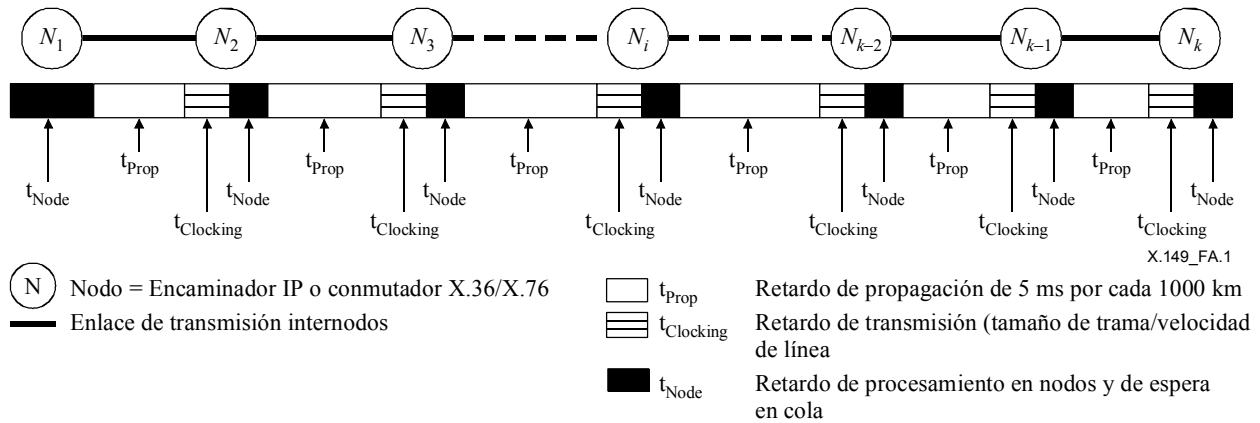 N1 N2 N3 Ni Nk–2 Nk–1 Nk
tProp tProp tProp tProp tProp tProp
tNode tNode tNode tNode tNode tNode tNode
tClocking tClocking tClocking tClocking tClocking tClocking
X.149_FA.1
N Nodo = Encaminador IP o conmutador X.36/X.76
Enlace de transmisión internodos
tProp Retardo de propagación de 5 ms por cada 1000 km
tClocking Retardo de transmisión (tamaño de trama/velocidad
de línea
tNode Retardo de procesamiento en nodos y de espera
en cola